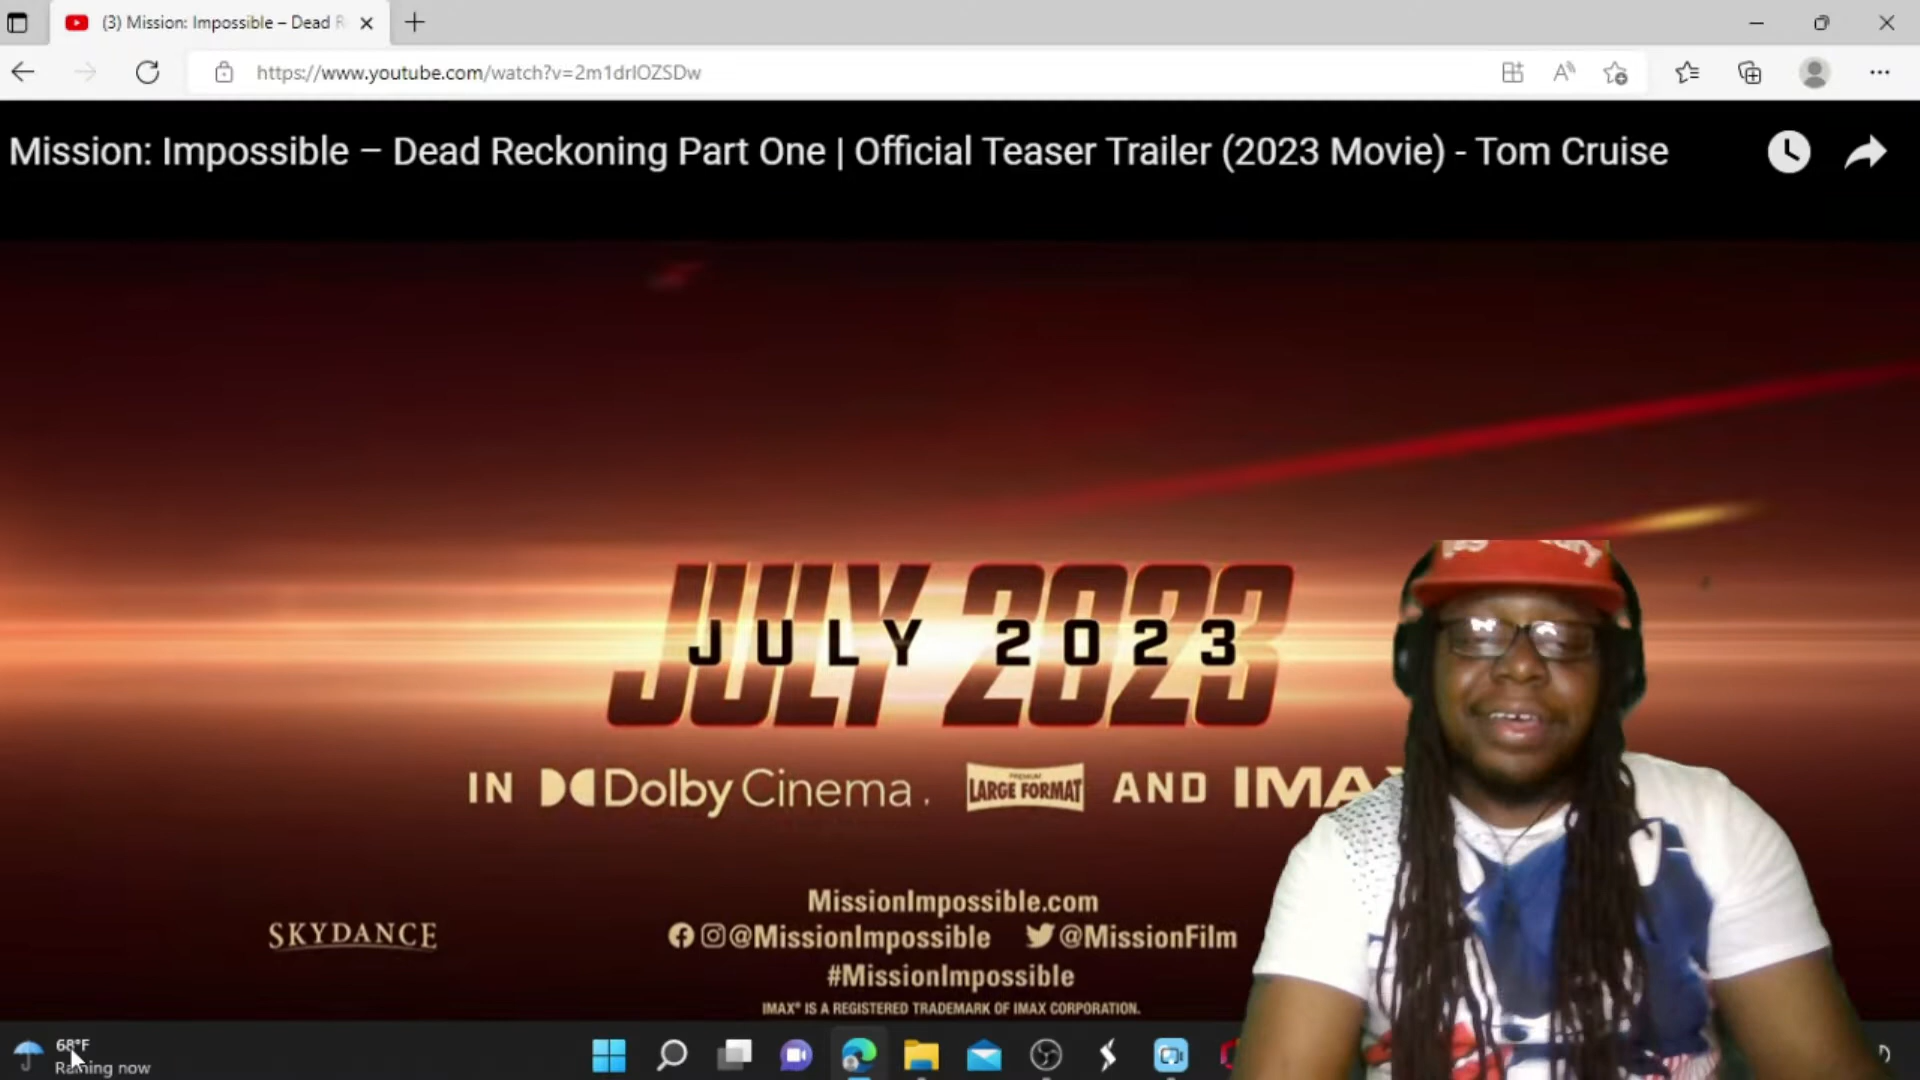 (3) Mission: Impossible – Dead R
https://www.youtube.com/watch?v=2m1drlOZSDw
Mission: Impossible – Dead Reckoning Part One | Official Teaser Trailer (2023 Movie) - Tom Cruise
JULY 2023
JULY 2023
IN Dolby Cinema. PREMIUM LARGE FORMAT AND IMA
MissionImpossible.com
SKYDANCE
@MissionImpossible @MissionFilm
#MissionImpossible
IMAX® IS A REGISTERED TRADEMARK OF IMAX CORPORATION.
68°F
Raining now